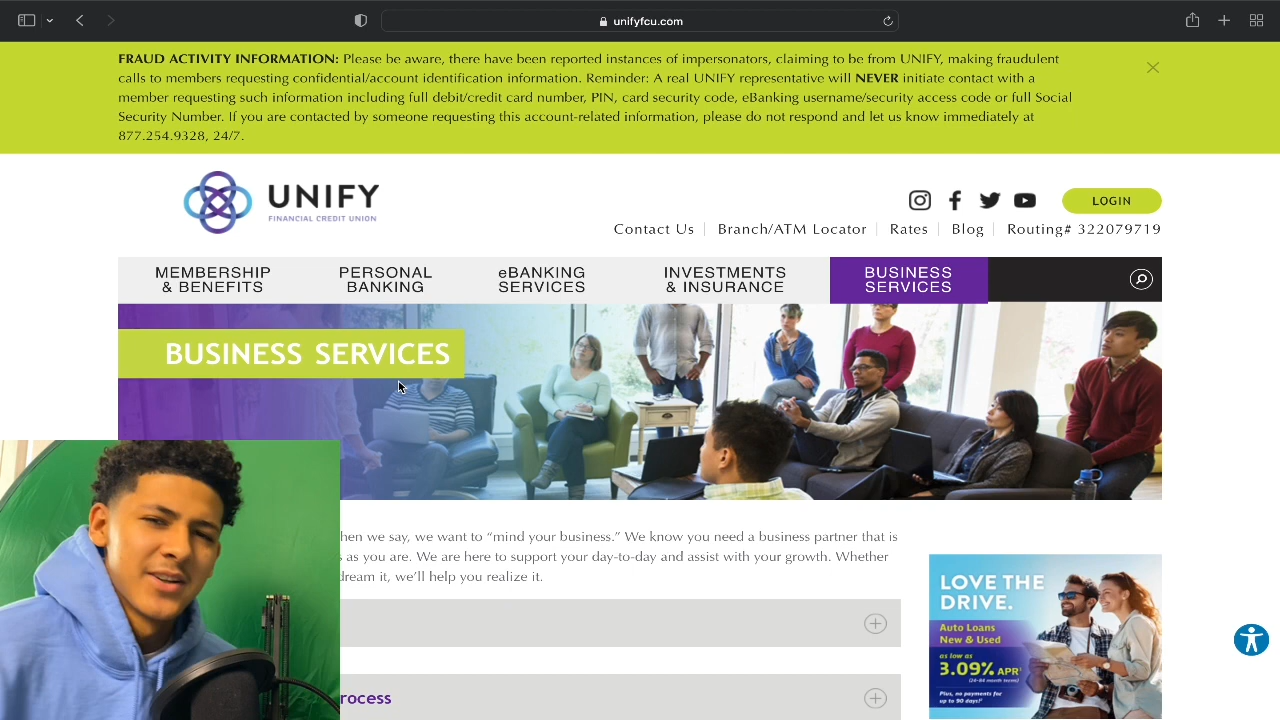 unifyfcu.com
FRAUD ACTIVITY INFORMATION: Please be aware, there have been reported instances of impersonators, claiming to be from UNIFY, making fraudulent
calls to members requesting confidential/account identification information. Reminder: A real UNIFY representative will NEVER initiate contact with a
member requesting such information including full debit/credit card number, PIN, card security code, eBanking username/security access code or full Social
Security Number. If you are contacted by someone requesting this account-related information, please do not respond and let us know immediately at
877.254.9328, 24/7.
UNIFY
FINANCIAL CREDIT UNION
LOGIN
Contact Us
Branch/ATM Locator
Rates
Blog
Routing# 322079719
MEMBERSHIP
& BENEFITS
PERSONAL
BANKING
eBANKING
SERVICES
INVESTMENTS
& INSURANCE
BUSINESS
SERVICES
BUSINESS SERVICES
hen we say, we want to “mind your business.” We know you need a business partner that is
s as you are. We are here to support your day-to-day and assist with your growth. Whether
dream it, we’ll help you realize it.
rocess
LOVE THE
DRIVE.
Auto Loans
New & Used
as low as
3.09% APR¹
(24-84 month terms)
Plus, no payments for
up to 90 days!²